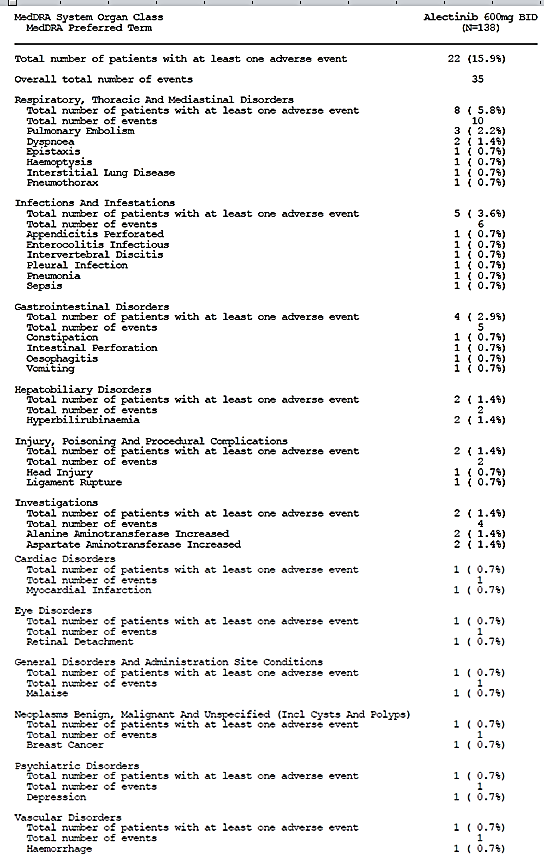 MedDRA System Organ Class Alectinib 600mg BID
MedDRA Preferred Term (N=138)
Total number of patients with at least one adverse event 22 (15.9%)
Overall total number of events 35
Respiratory, Thoracic And Mediastinal Disorders
Total number of patients with at least one adverse event 8 ( 5.8%)
Total number of events 10
Pulmonary Embolism 3 ( 2.2%)
Dyspnoea 2 ( 1.4%)
Epistaxis 1 ( 0.7%)
Haemoptysis 1 ( 0.7%)
Interstitial Lung Disease 1 ( 0.7%)
Pneumothorax 1 ( 0.7%)
Infections And Infestations
Total number of patients with at least one adverse event 5 ( 3.6%)
Total number of events 6
Appendicitis Perforated 1 ( 0.7%)
Enterocolitis Infectious 1 ( 0.7%)
Intervertebral Discitis 1 ( 0.7%)
Pleural Infection 1 ( 0.7%)
Pneumonia 1 ( 0.7%)
Sepsis 1 ( 0.7%)
Gastrointestinal Disorders
Total number of patients with at least one adverse event 4 ( 2.9%)
Total number of events 5
Constipation 1 ( 0.7%)
Intestinal Perforation 1 ( 0.7%)
Oesophagitis 1 ( 0.7%)
Vomiting 1 ( 0.7%)
Hepatobiliary Disorders
Total number of patients with at least one adverse event 2 ( 1.4%)
Total number of events 2
Hyperbilirubinaemia 2 ( 1.4%)
Injury, Poisoning And Procedural Complications
Total number of patients with at least one adverse event 2 ( 1.4%)
Total number of events 2
Head Injury 1 ( 0.7%)
Ligament Rupture 1 ( 0.7%)
Investigations
Total number of patients with at least one adverse event 2 ( 1.4%)
Total number of events 4
Alanine Aminotransferase Increased 2 ( 1.4%)
Aspartate Aminotransferase Increased 2 ( 1.4%)
Cardiac Disorders
Total number of patients with at least one adverse event 1 ( 0.7%)
Total number of events 1
Myocardial Infarction 1 ( 0.7%)
Eye Disorders
Total number of patients with at least one adverse event 1 ( 0.7%)
Total number of events 1
Retinal Detachment 1 ( 0.7%)
General Disorders And Administration Site Conditions
Total number of patients with at least one adverse event 1 ( 0.7%)
Total number of events 1
Malaise 1 ( 0.7%)
Neoplasms Benign, Malignant And Unspecified (Incl Cysts And Polyps)
Total number of patients with at least one adverse event 1 ( 0.7%)
Total number of events 1
Breast Cancer 1 ( 0.7%)
Psychiatric Disorders
Total number of patients with at least one adverse event 1 ( 0.7%)
Total number of events 1
Depression 1 ( 0.7%)
Vascular Disorders
Total number of patients with at least one adverse event 1 ( 0.7%)
Total number of events 1
Haemorrhage 1 ( 0.7%)